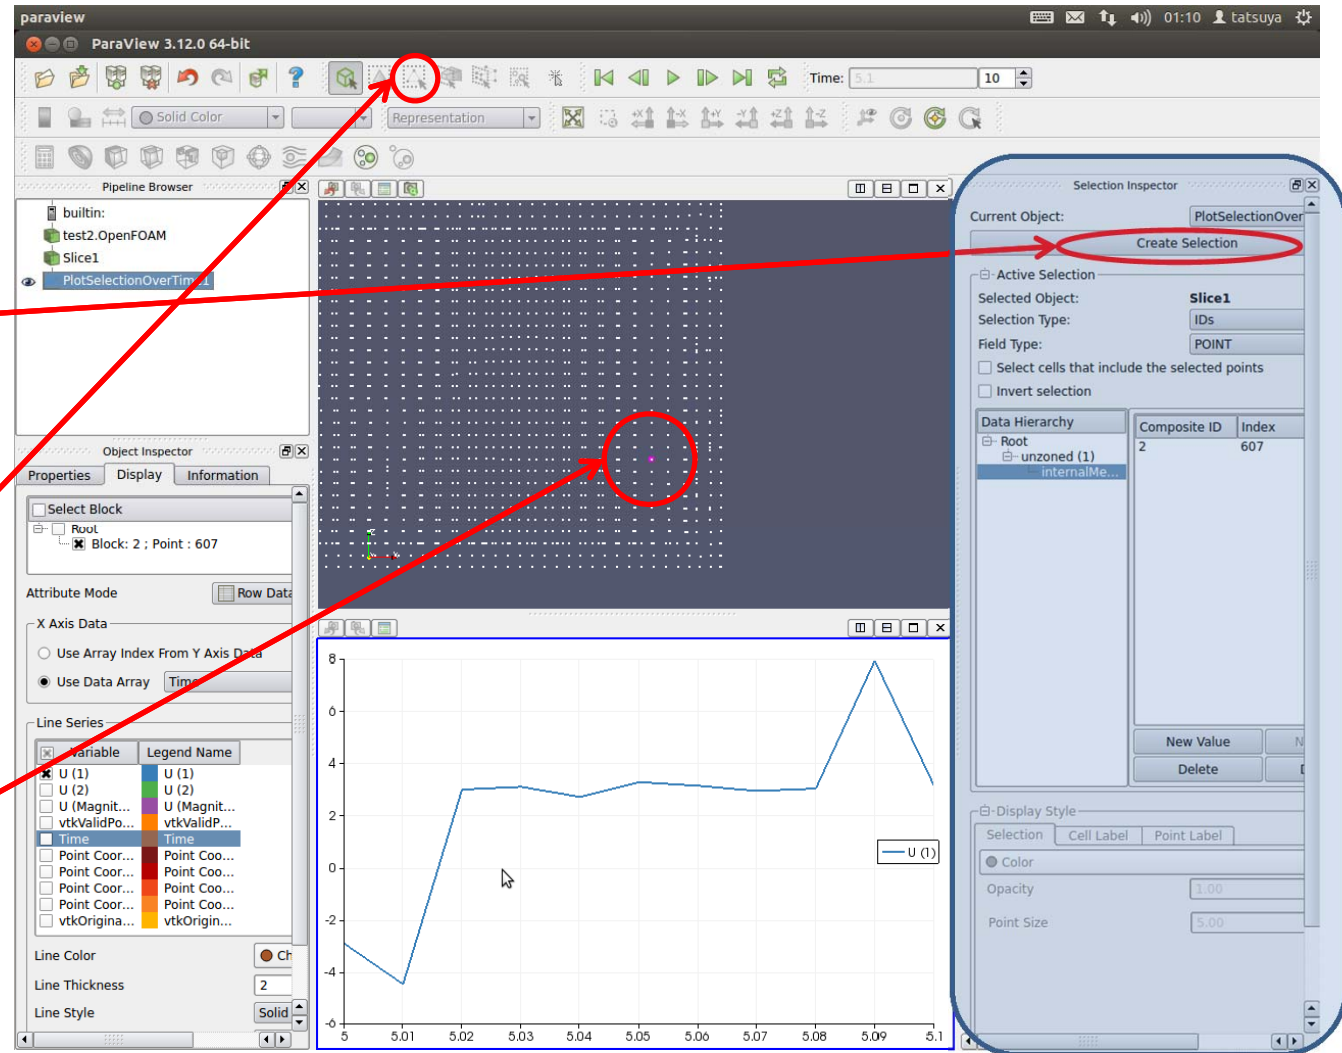 paraview
01:10 tatsuya
ParaView 3.12.0 64-bit
Time: 5.1 10
Solid Color
Representation
+X -X +Y -Y +Z -Z
Pipeline Browser
builtin:
test2.OpenFOAM
Slice1
PlotSelectionOverTime1
Object Inspector
Properties Display Information
Select Block
Root
Block: 2 ; Point : 607
Attribute Mode Row Data
X Axis Data
Use Array Index From Y Axis Data
Use Data Array Time
Line Series
Variable Legend Name
U (1) U (1)
U (2) U (2)
U (Magnit... U (Magnit...
vtkValidPo... vtkValidP...
Time Time
Point Coor... Point Coo...
Point Coor... Point Coo...
Point Coor... Point Coo...
Point Coor... Point Coo...
vtkOrigina... vtkOrigin...
Line Color Ch
Line Thickness 2
Line Style Solid
8
6
4
2
0
-2
-4
-6
5 5.01 5.02 5.03 5.04 5.05 5.06 5.07 5.08 5.09 5.1
U (1)
Selection Inspector
Current Object: PlotSelectionOver
Create Selection
Active Selection
Selected Object: Slice1
Selection Type: IDs
Field Type: POINT
Select cells that include the selected points
Invert selection
Data Hierarchy
Root
unzoned (1)
internalMe...
Composite ID Index
2 607
New Value N
Delete D
Display Style
Selection Cell Label Point Label
Color
Opacity 1.00
Point Size 5.00